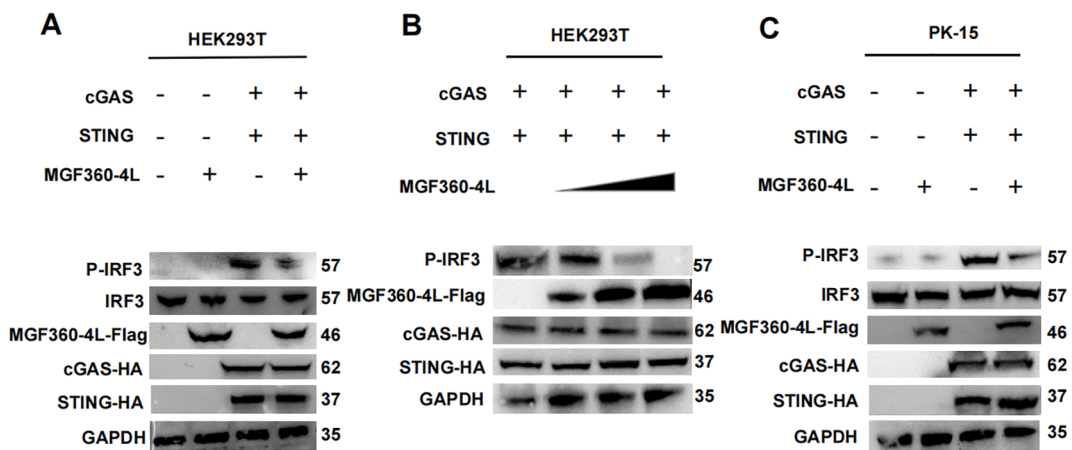 A
HEK293T
cGAS - - + +
STING - - + +
MGF360-4L - + - +
P-IRF3 57
IRF3 57
MGF360-4L-Flag 46
cGAS-HA 62
STING-HA 37
GAPDH 35
B
HEK293T
cGAS + + + +
STING + + + +
MGF360-4L
P-IRF3 57
MGF360-4L-Flag 46
cGAS-HA 62
STING-HA 37
GAPDH 35
C
PK-15
cGAS - - + +
STING - - + +
MGF360-4L - + - +
P-IRF3 57
IRF3 57
MGF360-4L-Flag 46
cGAS-HA 62
STING-HA 37
GAPDH 35